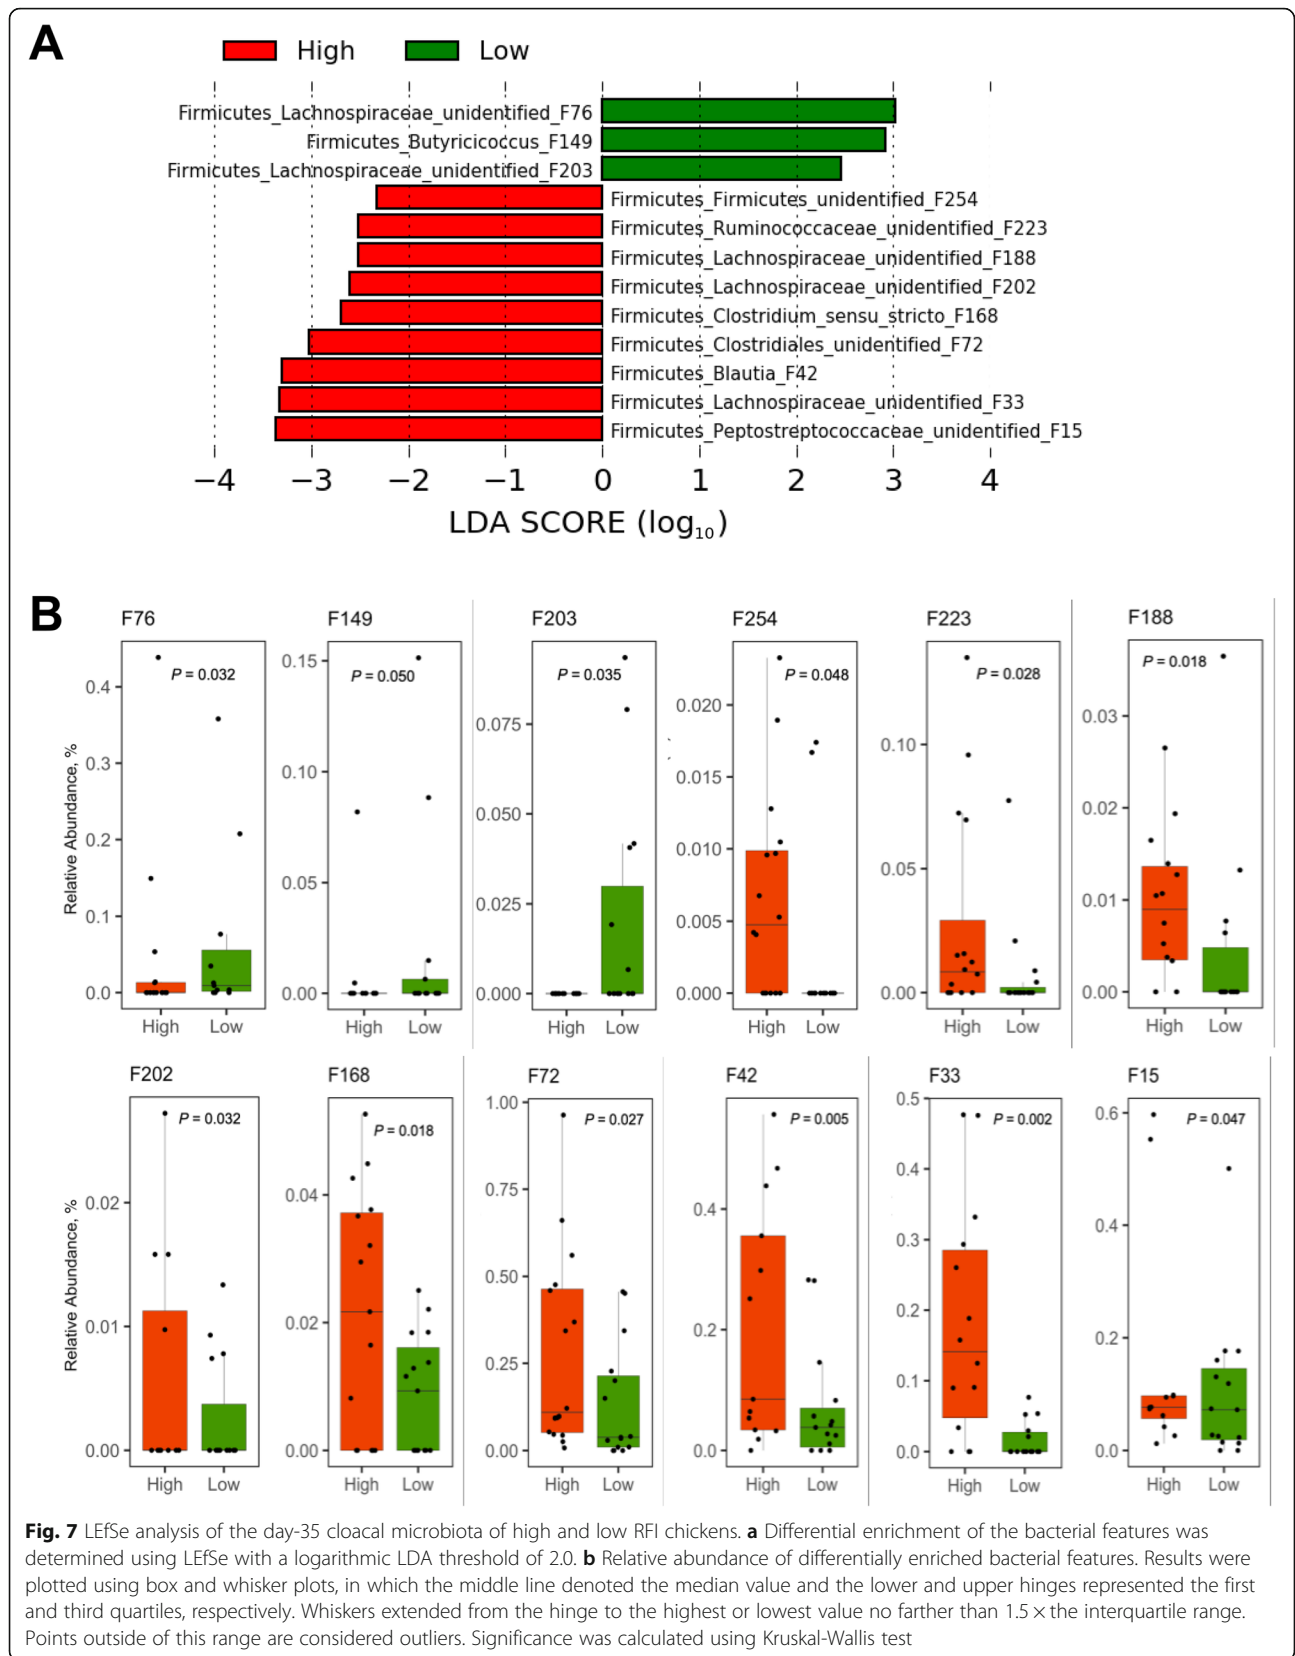 A
High Low
Firmicutes_Lachnospiraceae_unidentified_F76
Firmicutes_Butyricicoccus_F149
Firmicutes_Lachnospiraceae_unidentified_F203
Firmicutes_Firmicutes_unidentified_F254
Firmicutes_Ruminococcaceae_unidentified_F223
Firmicutes_Lachnospiraceae_unidentified_F188
Firmicutes_Lachnospiraceae_unidentified_F202
Firmicutes_Clostridium_sensu_stricto_F168
Firmicutes_Clostridiales_unidentified_F72
Firmicutes_Blautia_F42
Firmicutes_Lachnospiraceae_unidentified_F33
Firmicutes_Peptostreptococcaceae_unidentified_F15
−4 −3 −2 −1 0 1 2 3 4
LDA SCORE (log₁₀)
B
F76
P = 0.032
Relative Abundance, %
0.4
0.3
0.2
0.1
0.0
High Low
F149
P = 0.050
0.15
0.10
0.05
0.00
High Low
F203
P = 0.035
0.075
0.050
0.025
0.000
High Low
F254
P = 0.048
0.020
0.015
0.010
0.005
0.000
High Low
F223
P = 0.028
0.10
0.05
0.00
High Low
F188
P = 0.018
0.03
0.02
0.01
0.00
High Low
F202
P = 0.032
Relative Abundance, %
0.02
0.01
0.00
High Low
F168
P = 0.018
0.04
0.02
0.00
High Low
F72
P = 0.027
1.00
0.75
0.50
0.25
0.00
High Low
F42
P = 0.005
0.4
0.2
0.0
High Low
F33
P = 0.002
0.5
0.4
0.3
0.2
0.1
0.0
High Low
F15
P = 0.047
0.6
0.4
0.2
0.0
High Low
Fig. 7 LEfSe analysis of the day-35 cloacal microbiota of high and low RFI chickens. a Differential enrichment of the bacterial features was
determined using LEfSe with a logarithmic LDA threshold of 2.0. b Relative abundance of differentially enriched bacterial features. Results were
plotted using box and whisker plots, in which the middle line denoted the median value and the lower and upper hinges represented the first
and third quartiles, respectively. Whiskers extended from the hinge to the highest or lowest value no farther than 1.5 × the interquartile range.
Points outside of this range are considered outliers. Significance was calculated using Kruskal-Wallis test